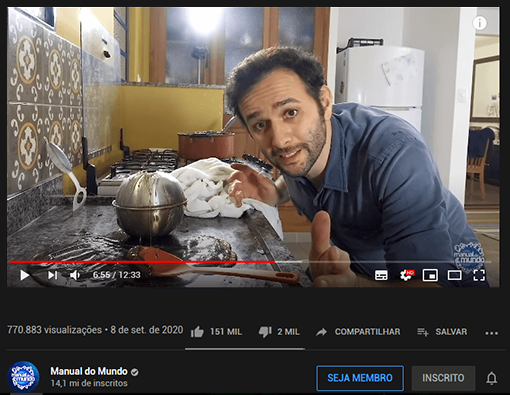 i
manual do mundo
6:55 / 12:33
HD
770.883 visualizações • 8 de set. de 2020
151 MIL
2 MIL
COMPARTILHAR
SALVAR
Manual do Mundo
14,1 mi de inscritos
SEJA MEMBRO
INSCRITO